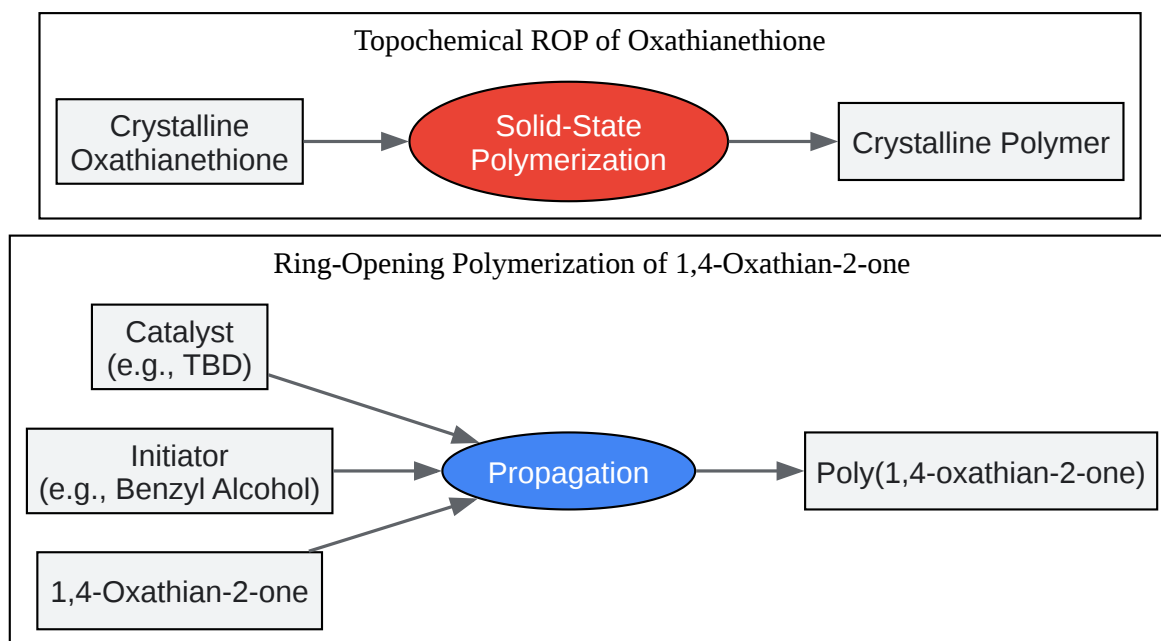 Topochemical ROP of Oxathianethione
Crystalline
Oxathianethione
Solid-State
Polymerization
Crystalline Polymer
Ring-Opening Polymerization of 1,4-Oxathian-2-one
Catalyst
(e.g., TBD)
Initiator
(e.g., Benzyl Alcohol)
1,4-Oxathian-2-one
Propagation
Poly(1,4-oxathian-2-one)